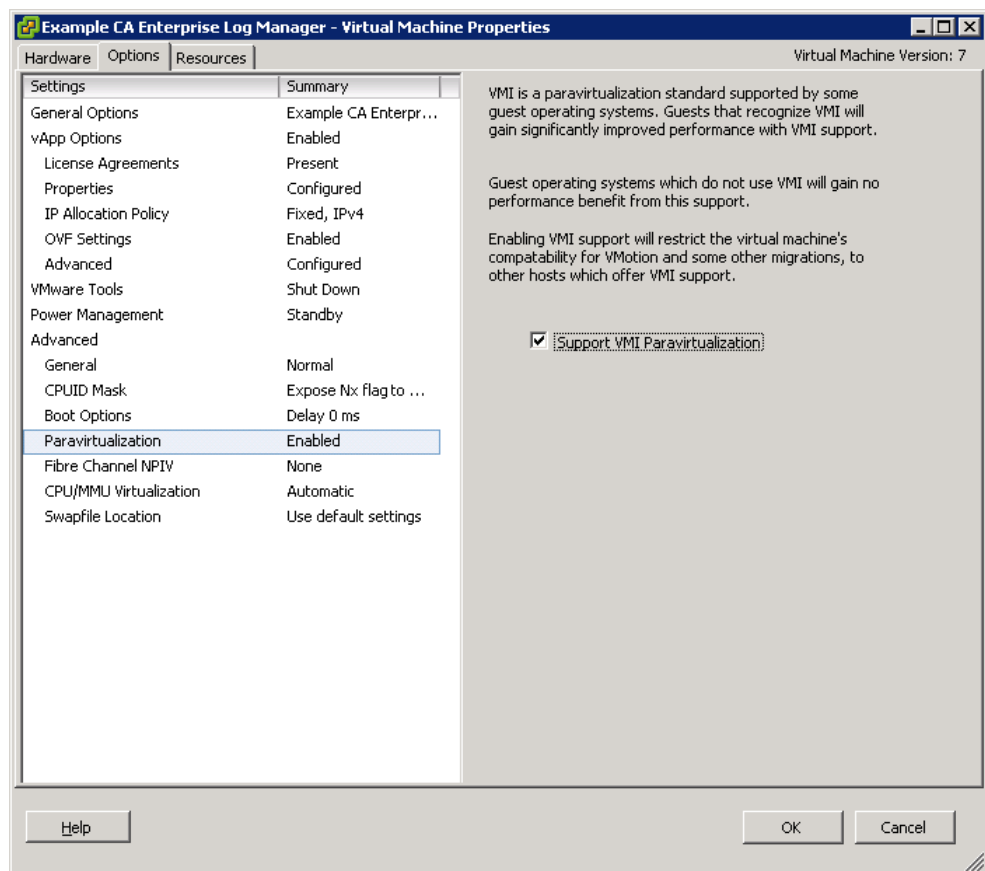 Example CA Enterprise Log Manager - Virtual Machine Properties
Hardware Options Resources Virtual Machine Version: 7
Settings Summary
General Options Example CA Enterpr...
vApp Options Enabled
License Agreements Present
Properties Configured
IP Allocation Policy Fixed, IPv4
OVF Settings Enabled
Advanced Configured
VMware Tools Shut Down
Power Management Standby
Advanced
General Normal
CPUID Mask Expose Nx flag to ...
Boot Options Delay 0 ms
Paravirtualization Enabled
Fibre Channel NPIV None
CPU/MMU Virtualization Automatic
Swapfile Location Use default settings
VMI is a paravirtualization standard supported by some
guest operating systems. Guests that recognize VMI will
gain significantly improved performance with VMI support.
Guest operating systems which do not use VMI will gain no
performance benefit from this support.
Enabling VMI support will restrict the virtual machine's
compatability for VMotion and some other migrations, to
other hosts which offer VMI support.
Support VMI Paravirtualization
Help OK Cancel